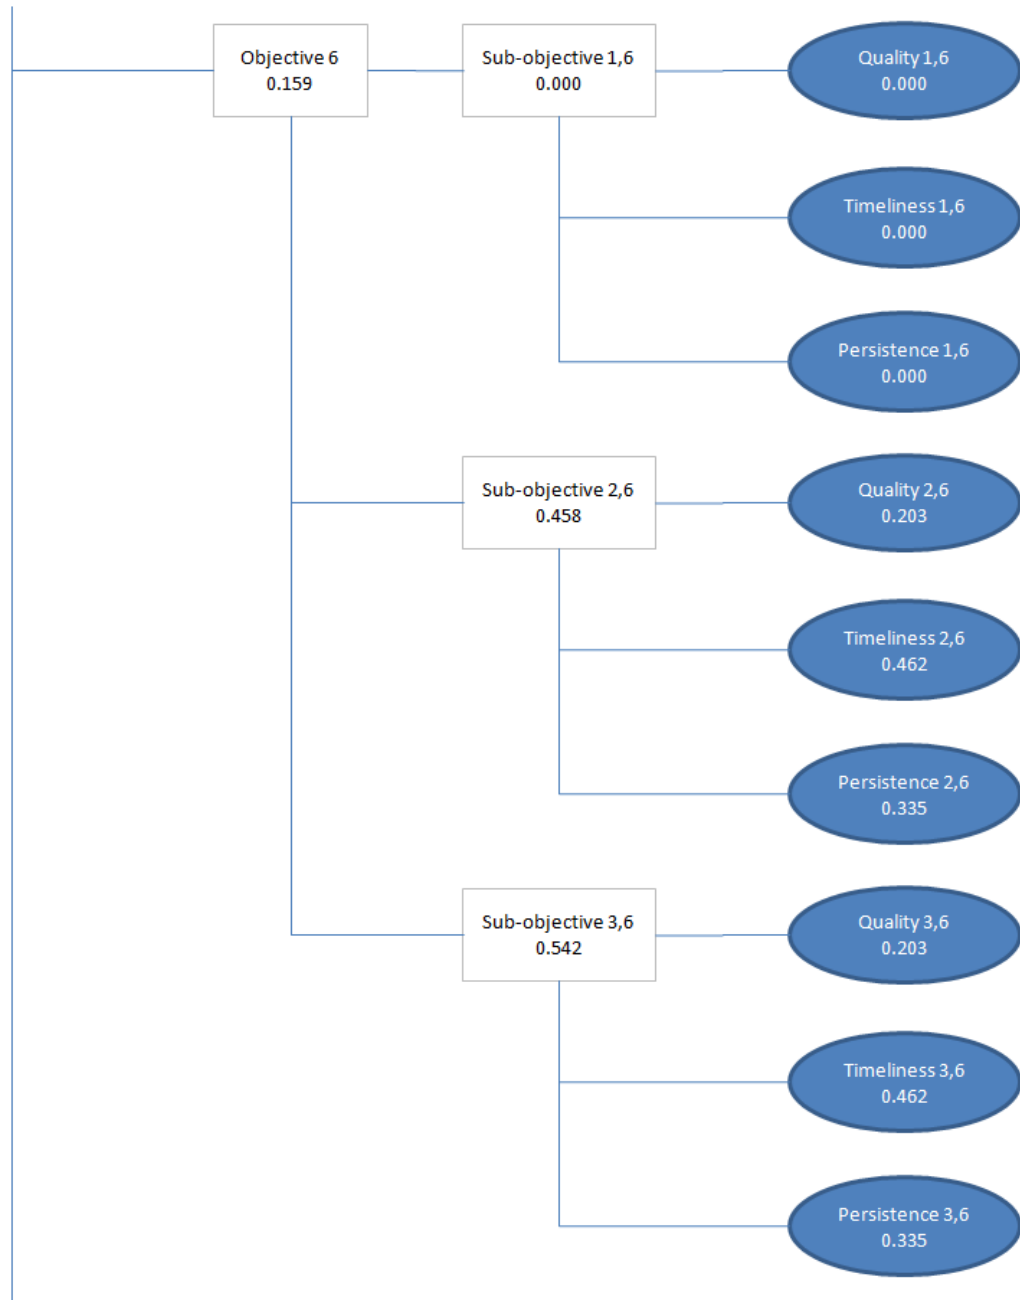 Objective 6
0.159
Sub-objective 1,6
0.000
Quality 1,6
0.000
Timeliness 1,6
0.000
Persistence 1,6
0.000
Sub-objective 2,6
0.458
Quality 2,6
0.203
Timeliness 2,6
0.462
Persistence 2,6
0.335
Sub-objective 3,6
0.542
Quality 3,6
0.203
Timeliness 3,6
0.462
Persistence 3,6
0.335